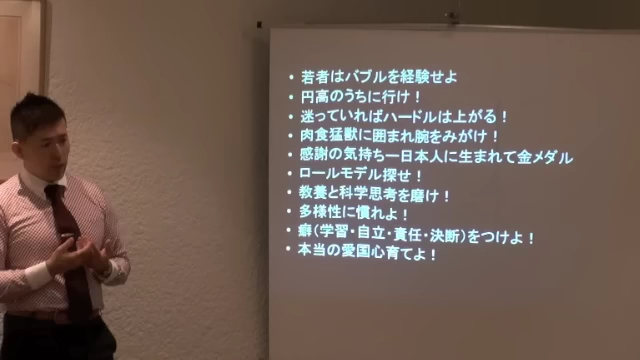 • 若者はバブルを経験せよ
• 円高のうちに行け！
• 迷っていればハードルは上がる！
• 肉食猛獣に囲まれ腕をみがけ！
• 感謝の気持ちー日本人に生まれて金メダル
• ロールモデル探せ！
• 教養と科学思考を磨け！
• 多様性に慣れよ！
• 癖（学習・自立・責任・決断）をつけよ！
• 本当の愛国心育てよ！